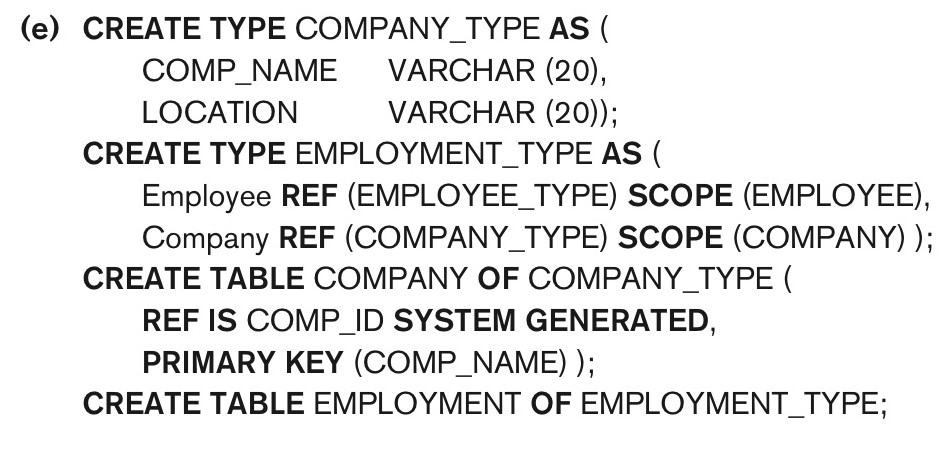 (e) CREATE TYPE COMPANY_TYPE AS (
COMP_NAME VARCHAR (20),
LOCATION VARCHAR (20));
CREATE TYPE EMPLOYMENT_TYPE AS (
Employee REF (EMPLOYEE_TYPE) SCOPE (EMPLOYEE),
Company REF (COMPANY_TYPE) SCOPE (COMPANY) );
CREATE TABLE COMPANY OF COMPANY_TYPE (
REF IS COMP_ID SYSTEM GENERATED,
PRIMARY KEY (COMP_NAME) );
CREATE TABLE EMPLOYMENT OF EMPLOYMENT_TYPE;